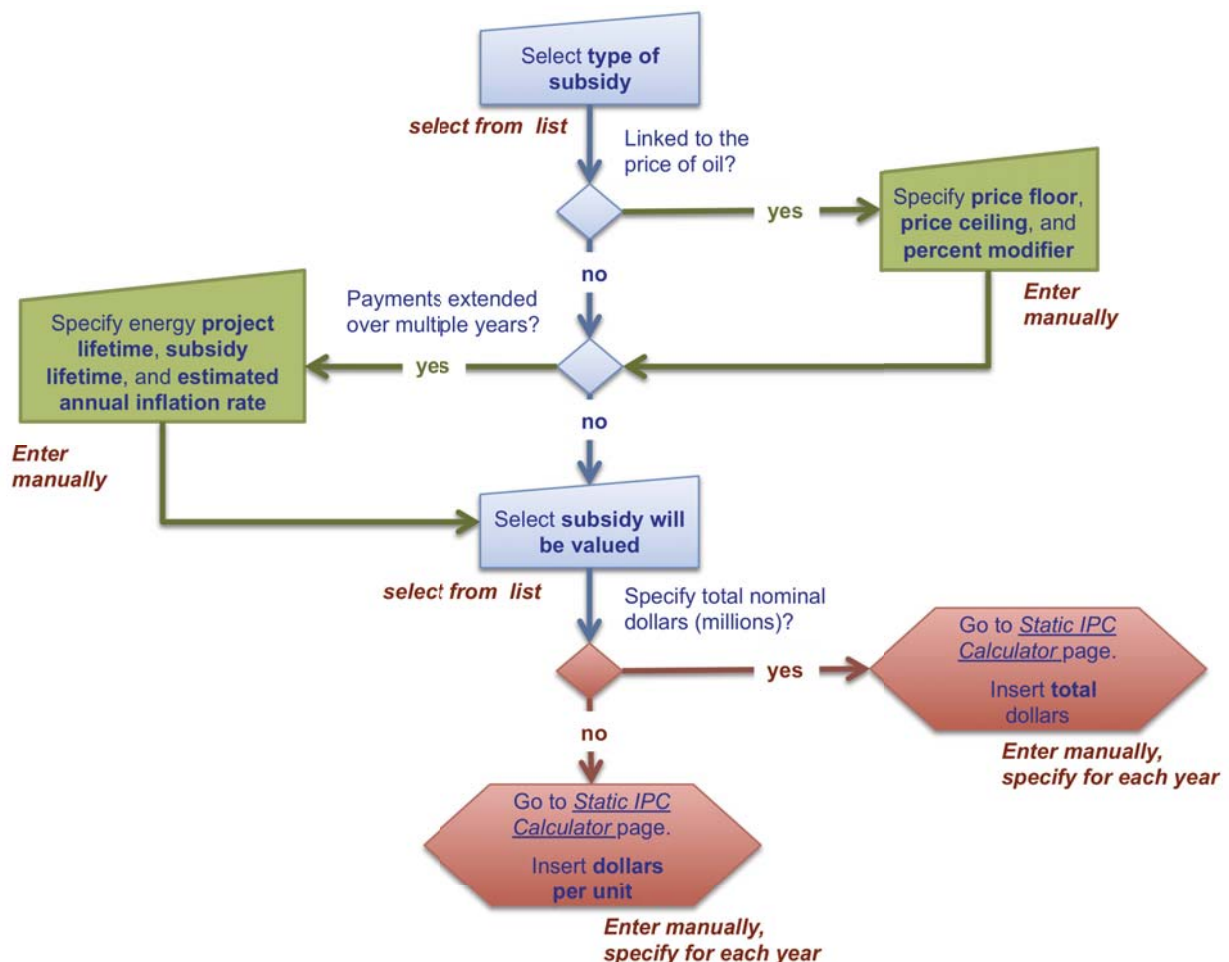 Select type of
subsidy
select from list
Linked to the
price of oil?
yes
Specify price floor,
price ceiling, and
percent modifier
Enter
manually
no
Payments extended
over multiple years?
yes
Specify energy project
lifetime, subsidy
lifetime, and estimated
annual inflation rate
Enter
manually
no
Select subsidy will
be valued
select from list
Specify total nominal
dollars (millions)?
yes
Go to Static IPC
Calculator page.
Insert total
dollars
Enter manually,
specify for each year
no
Go to Static IPC
Calculator page.
Insert dollars
per unit
Enter manually,
specify for each year